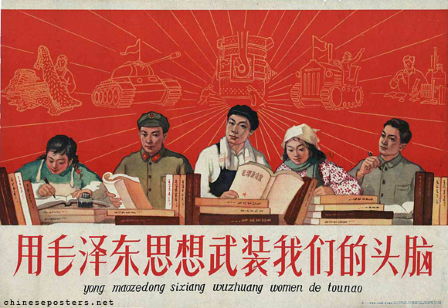 用毛泽东思想武装我们的头脑
yong maozedong sixiang wuzhuang women de tounao
chineseposters.net